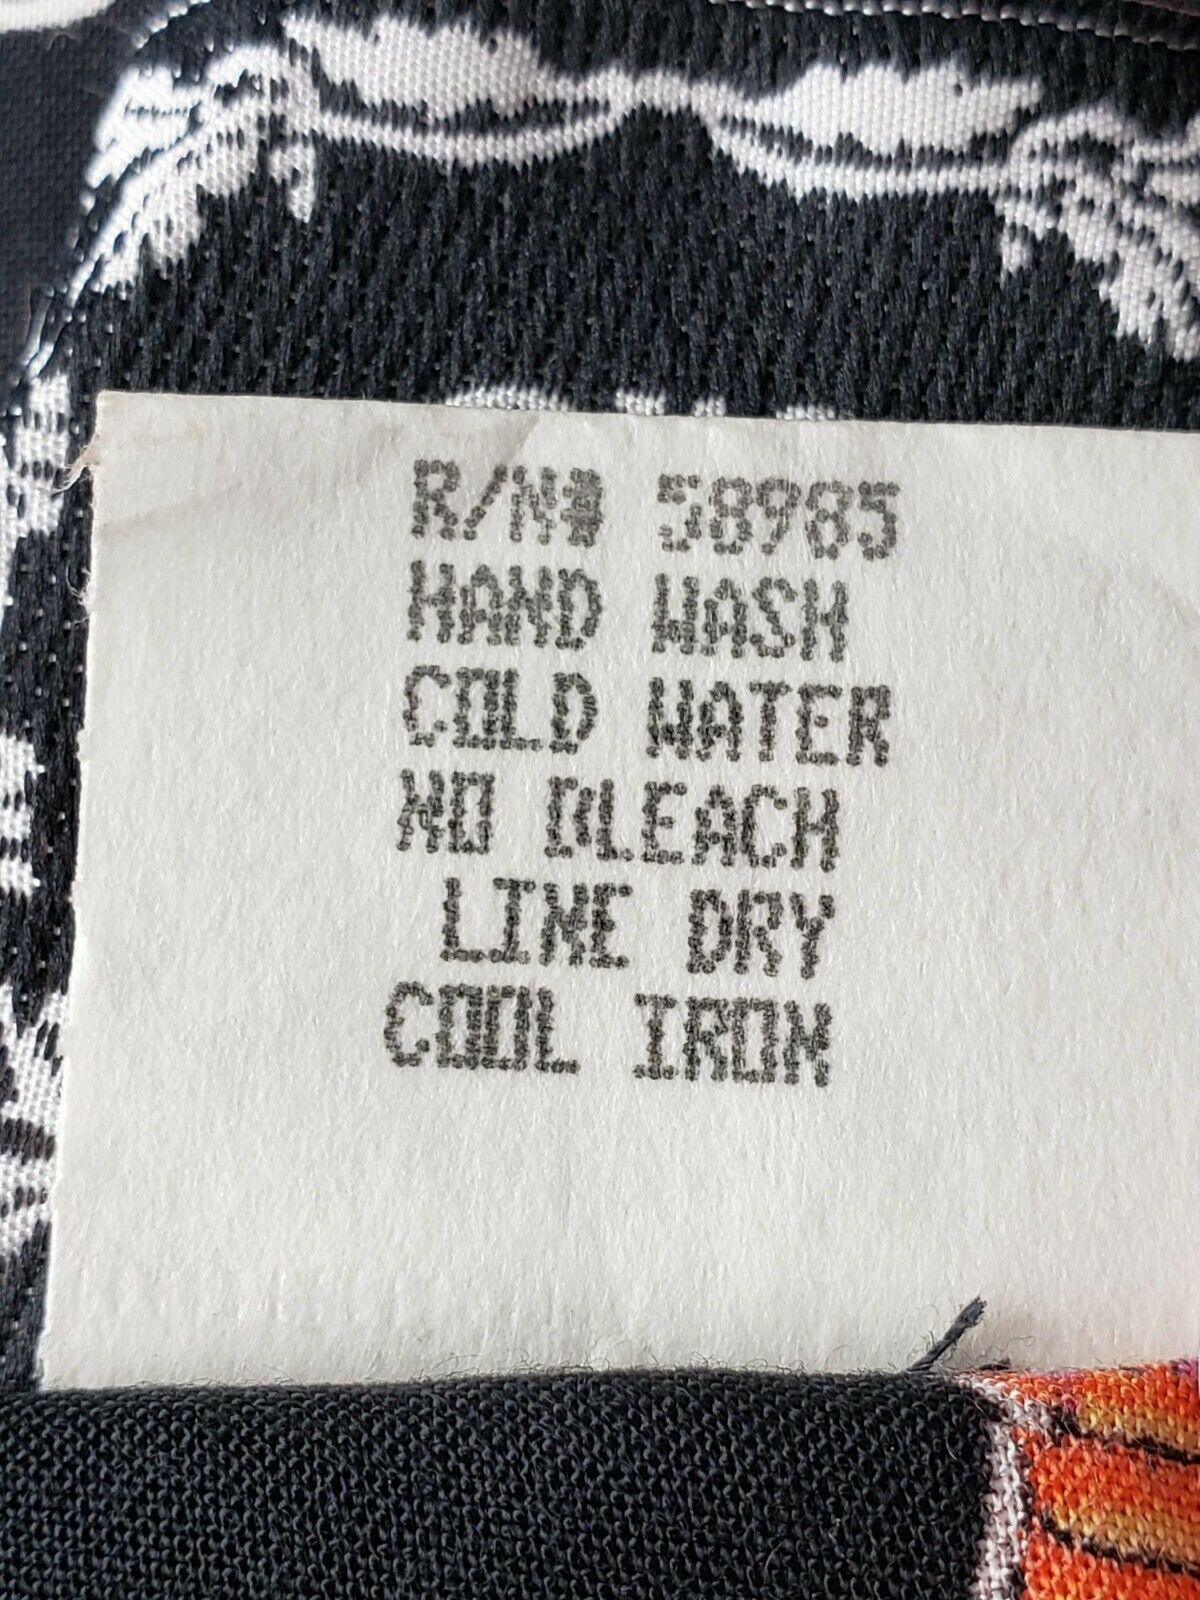 R/N# 58985
HAND WASH
COLD WATER
NO BLEACH
LINE DRY
COOL IRON